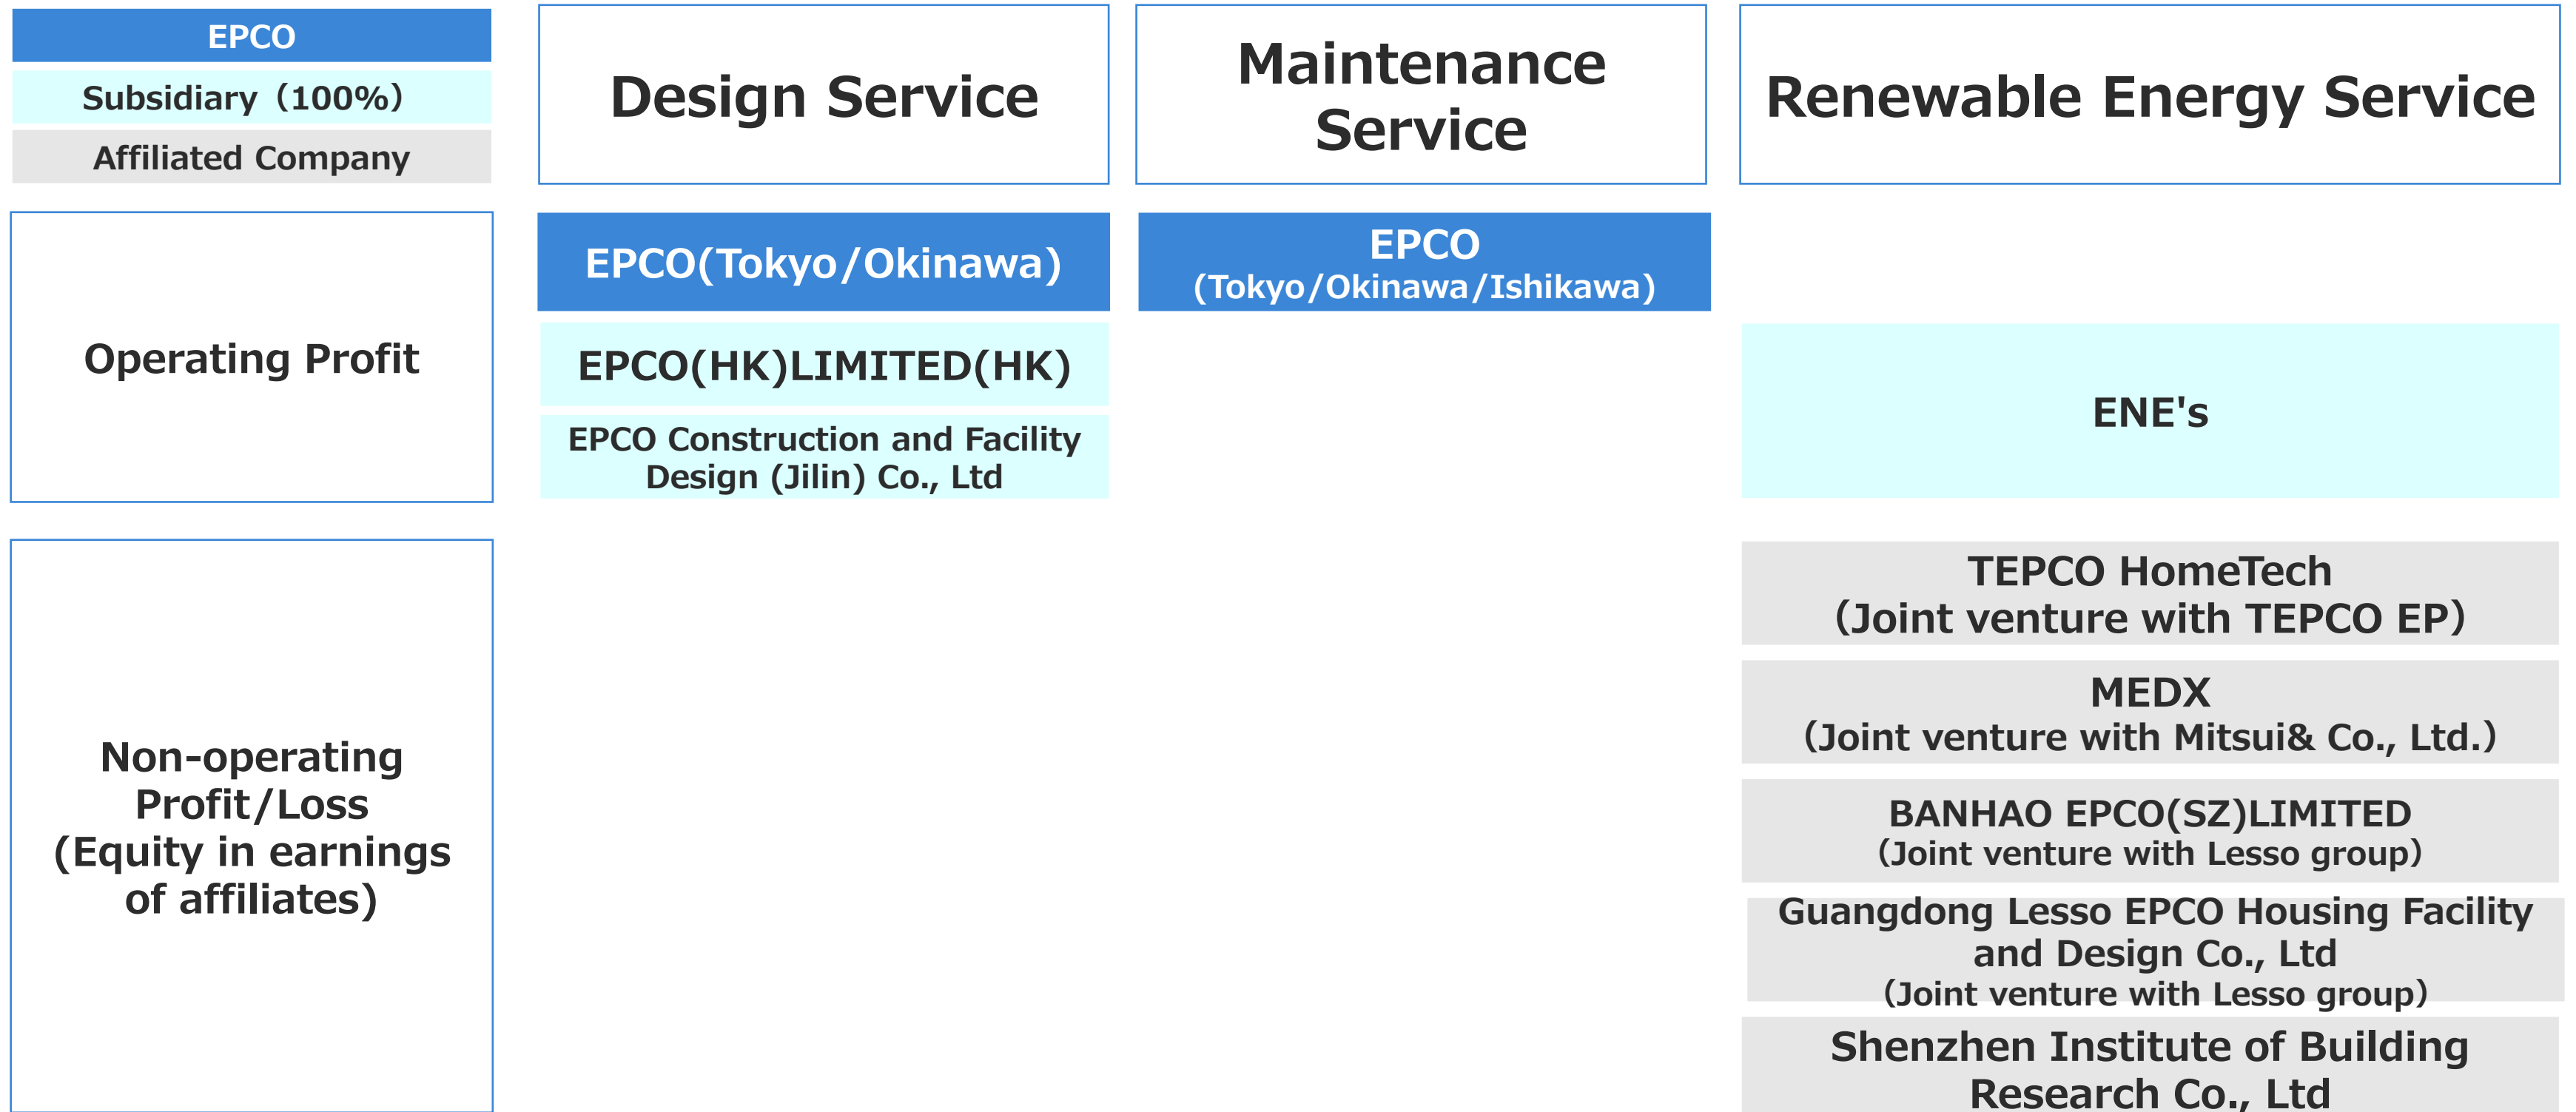 EPCO
Subsidiary（100%）
Affiliated Company
Design Service
Maintenance
Service
Renewable Energy Service
Operating Profit
EPCO(Tokyo/Okinawa)
EPCO
(Tokyo/Okinawa/Ishikawa)
EPCO(HK)LIMITED(HK)
EPCO Construction and Facility
Design (Jilin) Co., Ltd
ENE's
Non-operating
Profit/Loss
(Equity in earnings
of affiliates)
TEPCO HomeTech
（Joint venture with TEPCO EP）
MEDX
（Joint venture with Mitsui& Co., Ltd.）
BANHAO EPCO(SZ)LIMITED
（Joint venture with Lesso group）
Guangdong Lesso EPCO Housing Facility
and Design Co., Ltd
（Joint venture with Lesso group）
Shenzhen Institute of Building
Research Co., Ltd